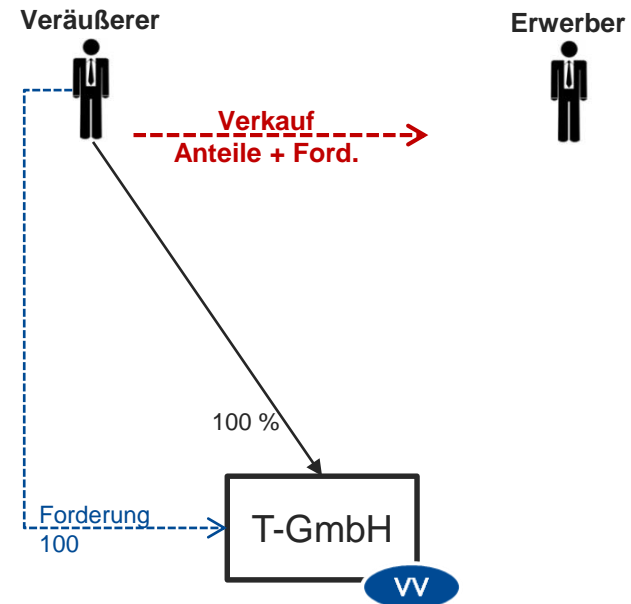 Veräußerer
Erwerber
Verkauf
Anteile + Ford.
100 %
Forderung
100
T-GmbH
VV